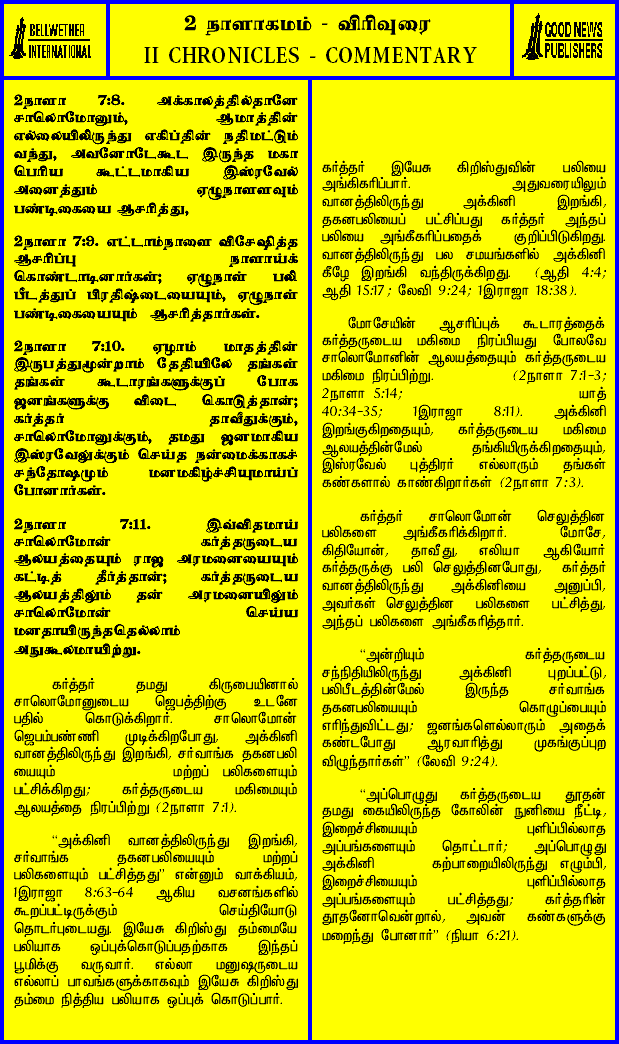 BELLWETHER
INTERNATIONAL
2 நாளாகமம் - விரிவுரை
II CHRONICLES - COMMENTARY
GOOD NEWS
PUBLISHERS
2நாளா 7:8. அக்காலத்தில்தானே
சாலொமோனும், ஆமாத்தின்
எல்லையிலிருந்து எகிப்தின் நதிமட்டும்
வந்து, அவனோடேகூட இருந்த மகா
பெரிய கூட்டமாகிய இஸ்ரவேல்
அனைத்தும் ஏழுநாளளவும்
பண்டிகையை ஆசரித்து,
2நாளா 7:9. எட்டாம்நாளை விசேஷித்த
ஆசரிப்பு நாளாய்க்
கொண்டாடினார்கள்; ஏழுநாள் பலி
பீடத்துப் பிரதிஷ்டையையும், ஏழுநாள்
பண்டிகையையும் ஆசரித்தார்கள்.
2நாளா 7:10. ஏழாம் மாதத்தின்
இருபத்துமூன்றாம் தேதியிலே தங்கள்
தங்கள் கூடாரங்களுக்குப் போக
ஜனங்களுக்கு விடை கொடுத்தான்;
கர்த்தர் தாவீதுக்கும்,
சாலொமோனுக்கும், தமது ஜனமாகிய
இஸ்ரவேலுக்கும் செய்த நன்மைக்காகச்
சந்தோஷமும் மனமகிழ்ச்சியுமாய்ப்
போனார்கள்.
2நாளா 7:11. இவ்விதமாய்
சாலொமோன் கர்த்தருடைய
ஆலயத்தையும் ராஜ அரமனையையும்
கட்டித் தீர்த்தான்; கர்த்தருடைய
ஆலயத்திலும் தன் அரமனையிலும்
சாலொமோன் செய்ய
மனதாயிருந்ததெல்லாம்
அநுகூலமாயிற்று.
கர்த்தர் தமது கிருபையினால்
சாலொமோனுடைய ஜெபத்திற்கு உடனே
பதில் கொடுக்கிறார். சாலொமோன்
ஜெபம்பண்ணி முடிக்கிறபோது, அக்கினி
வானத்திலிருந்து இறங்கி, சர்வாங்க தகனபலி
யையும் மற்றப் பலிகளையும்
பட்சிக்கிறது; கர்த்தருடைய மகிமையும்
ஆலயத்தை நிரப்பிற்று (2நாளா 7:1).
“அக்கினி வானத்திலிருந்து இறங்கி,
சர்வாங்க தகனபலியையும் மற்றப்
பலிகளையும் பட்சித்தது” என்னும் வாக்கியம்,
1இராஜா 8:63-64 ஆகிய வசனங்களில்
கூறப்பட்டிருக்கும் செய்தியோடு
தொடர்புடையது. இயேசு கிறிஸ்து தம்மையே
பலியாக ஒப்புக்கொடுப்பதற்காக இந்தப்
பூமிக்கு வருவார். எல்லா மனுஷருடைய
எல்லாப் பாவங்களுக்காகவும் இயேசு கிறிஸ்து
தம்மை நித்திய பலியாக ஒப்புக் கொடுப்பார்.
கர்த்தர் இயேசு கிறிஸ்துவின் பலியை
அங்கிகரிப்பார். அதுவரையிலும்
வானத்திலிருந்து அக்கினி இறங்கி,
தகனபலியைப் பட்சிப்பது கர்த்தர் அந்தப்
பலியை அங்கீகரிப்பதைக் குறிப்பிடுகிறது.
வானத்திலிருந்து பல சமயங்களில் அக்கினி
கீழே இறங்கி வந்திருக்கிறது. (ஆதி 4:4;
ஆதி 15:17; லேவி 9:24; 1இராஜா 18:38).
மோசேயின் ஆசரிப்புக் கூடாரத்தைக்
கர்த்தருடைய மகிமை நிரப்பியது போலவே
சாலொமோனின் ஆலயத்தையும் கர்த்தருடைய
மகிமை நிரப்பிற்று. (2நாளா 7:1-3;
2நாளா 5:14; யாத்
40:34-35; 1இராஜா 8:11). அக்கினி
இறங்குகிறதையும், கர்த்தருடைய மகிமை
ஆலயத்தின்மேல் தங்கியிருக்கிறதையும்,
இஸ்ரவேல் புத்திரர் எல்லாரும் தங்கள்
கண்களால் காண்கிறார்கள் (2நாளா 7:3).
கர்த்தர் சாலொமோன் செலுத்தின
பலிகளை அங்கீகரிக்கிறார். மோசே,
கிதியோன், தாவீது, எலியா ஆகியோர்
கர்த்தருக்கு பலி செலுத்தினபோது, கர்த்தர்
வானத்திலிருந்து அக்கினியை அனுப்பி,
அவர்கள் செலுத்தின பலிகளை பட்சித்து,
அந்தப் பலிகளை அங்கீகரித்தார்.
“அன்றியும் கர்த்தருடைய
சந்நிதியிலிருந்து அக்கினி புறப்பட்டு,
பலிபீடத்தின்மேல் இருந்த சர்வாங்க
தகனபலியையும் கொழுப்பையும்
எரிந்துவிட்டது; ஜனங்களெல்லாரும் அதைக்
கண்டபோது ஆரவாரித்து முகங்குப்புற
விழுந்தார்கள்” (லேவி 9:24).
“அப்பொழுது கர்த்தருடைய தூதன்
தமது கையிலிருந்த கோலின் நுனியை நீட்டி,
இறைச்சியையும் புளிப்பில்லாத
அப்பங்களையும் தொட்டார்; அப்பொழுது
அக்கினி கற்பாறையிலிருந்து எழும்பி,
இறைச்சியையும் புளிப்பில்லாத
அப்பங்களையும் பட்சித்தது; கர்த்தரின்
தூதனோவென்றால், அவன் கண்களுக்கு
மறைந்து போனார்” (நியா 6:21).